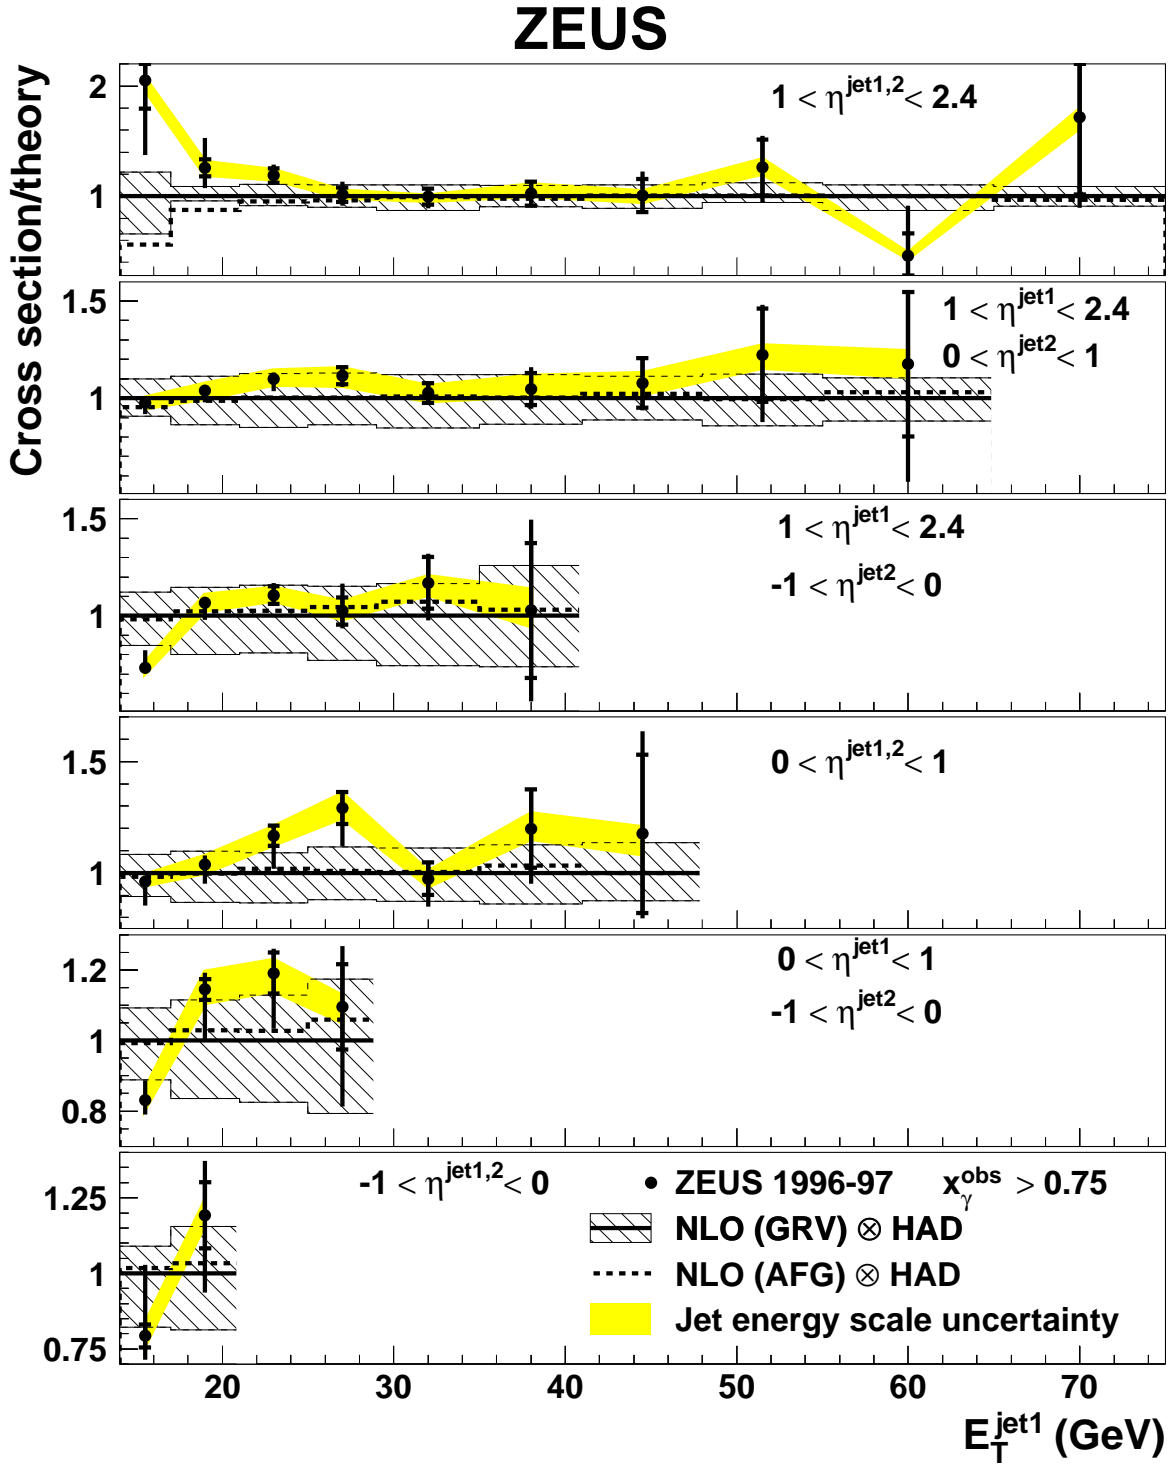 ZEUS
Cross section/theory
2
1
1 < η^jet1,2 < 2.4
1.5
1
1 < η^jet1 < 2.4
0 < η^jet2 < 1
1.5
1
1 < η^jet1 < 2.4
-1 < η^jet2 < 0
1.5
1
0 < η^jet1,2 < 1
1.2
1
0.8
0 < η^jet1 < 1
-1 < η^jet2 < 0
1.25
1
0.75
-1 < η^jet1,2 < 0
ZEUS 1996-97 x_γ^obs > 0.75
NLO (GRV) ⊗ HAD
NLO (AFG) ⊗ HAD
Jet energy scale uncertainty
20 30 40 50 60 70
E_T^jet1 (GeV)